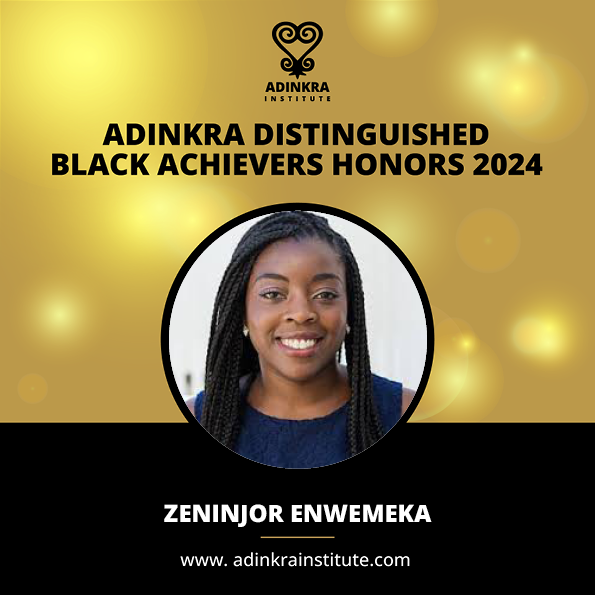 ADINKRA
INSTITUTE
ADINKRA DISTINGUISHED
BLACK ACHIEVERS HONORS 2024
ZENINJOR ENWEMEKA
www. adinkrainstitute.com